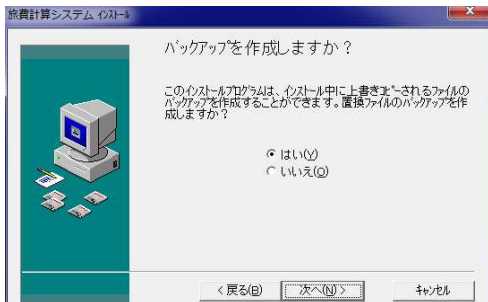 旅費計算システム インストール
バックアップを作成しますか?
このインストールプログラムは、インストール中に上書きコピーされるファイルの
バックアップを作成することができます。置換ファイルのバックアップを作
成しますか?
はい(Y)
いいえ(O)
< 戻る(B)
次へ(N) >
キャンセル